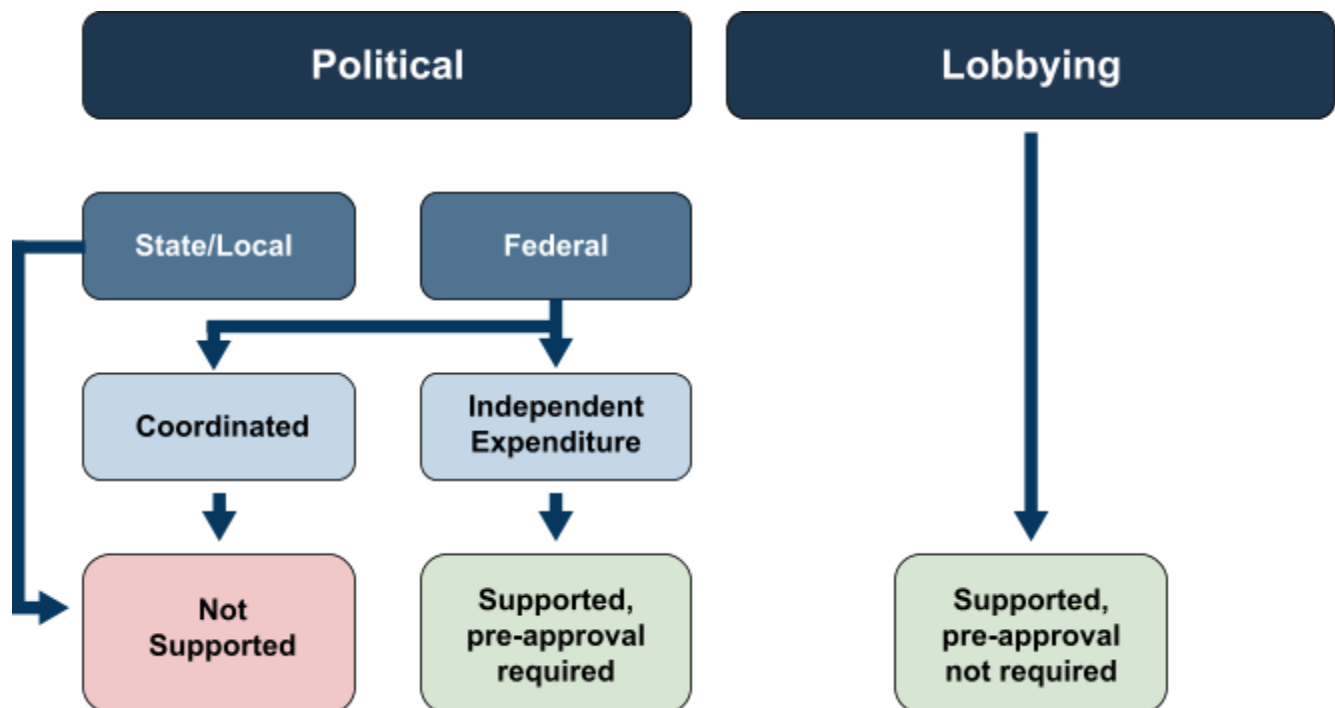 Political
Lobbying
State/Local
Federal
Coordinated
Independent
Expenditure
Not
Supported
Supported,
pre-approval
required
Supported,
pre-approval
not required